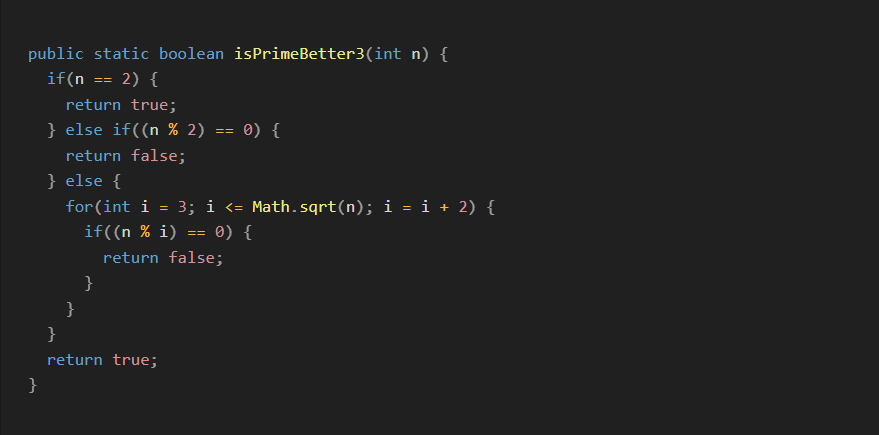 public static boolean isPrimeBetter3(int n) {
  if(n == 2) {
    return true;
  } else if((n % 2) == 0) {
    return false;
  } else {
    for(int i = 3; i <= Math.sqrt(n); i = i + 2) {
      if((n % i) == 0) {
        return false;
      }
    }
  }
  return true;
}